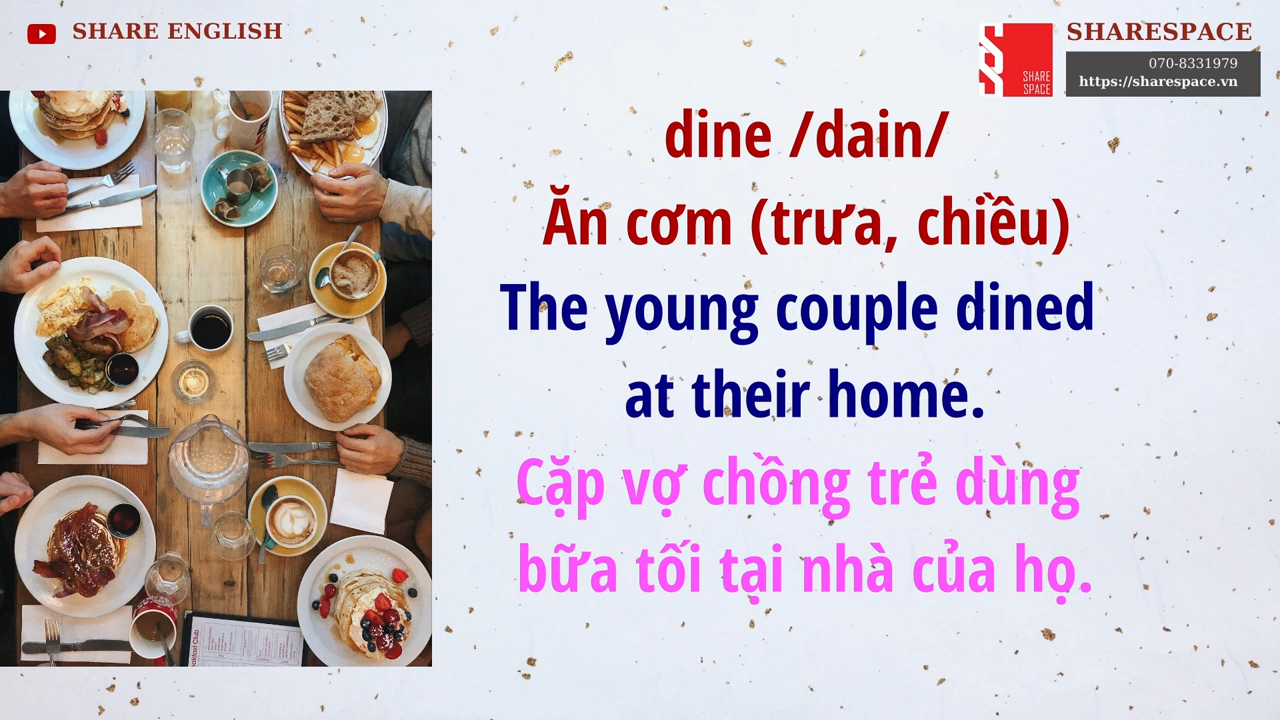 SHARE ENGLISH
SHARESPACE
070-8331979
https://sharespace.vn
SHARE
SPACE
dine /dain/
Ăn cơm (trưa, chiều)
The young couple dined
at their home.
Cặp vợ chồng trẻ dùng
bữa tối tại nhà của họ.